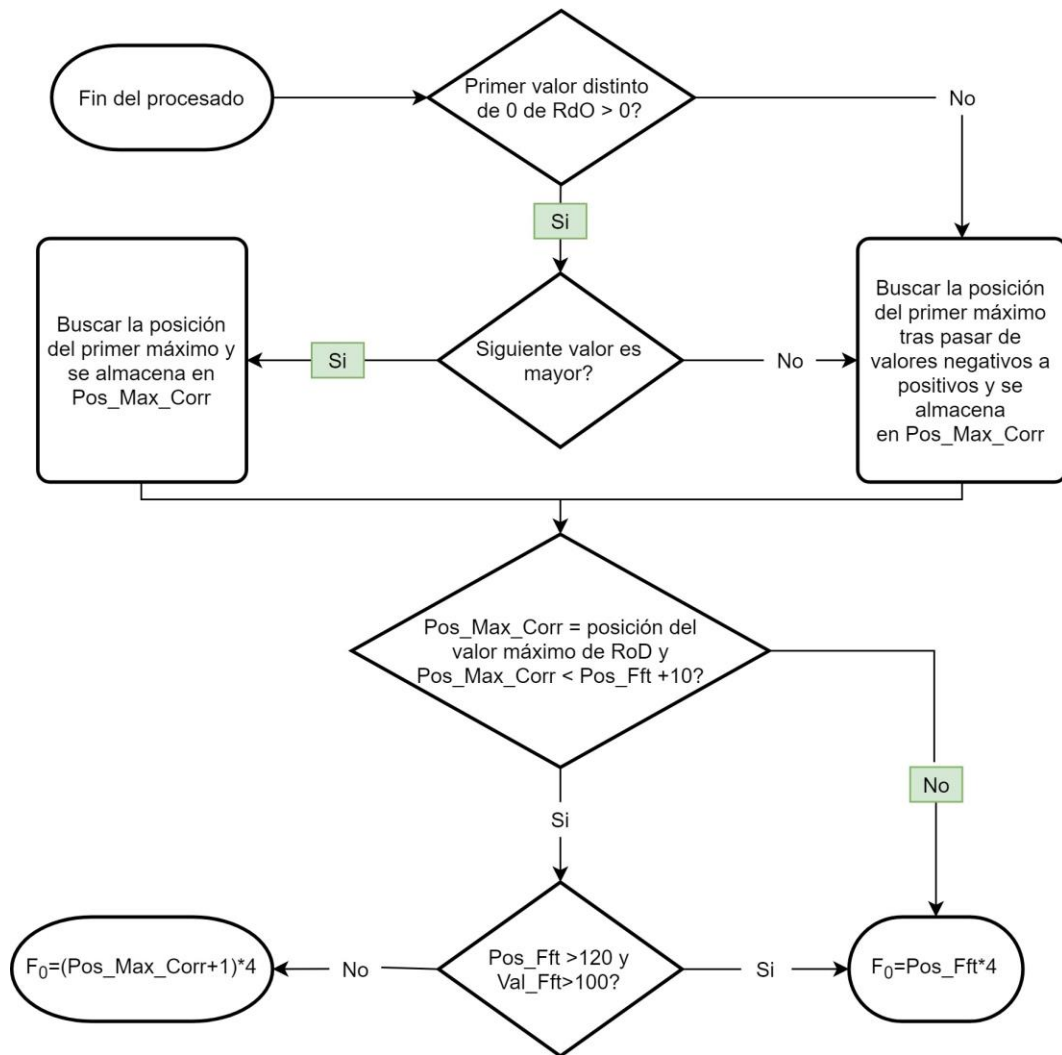 Fin del procesado
Primer valor distinto
de 0 de RdO > 0?
No
Si
Buscar la posición
del primer máximo y
se almacena en
Pos_Max_Corr
Si
Siguiente valor es
mayor?
No
Buscar la posición
del primer máximo
tras pasar de
valores negativos a
positivos y se
almacena
en Pos_Max_Corr
Pos_Max_Corr = posición del
valor máximo de RoD y
Pos_Max_Corr < Pos_Fft +10?
No
Si
F₀=(Pos_Max_Corr+1)*4
No
Pos_Fft >120 y
Val_Fft>100?
Si
F₀=Pos_Fft*4